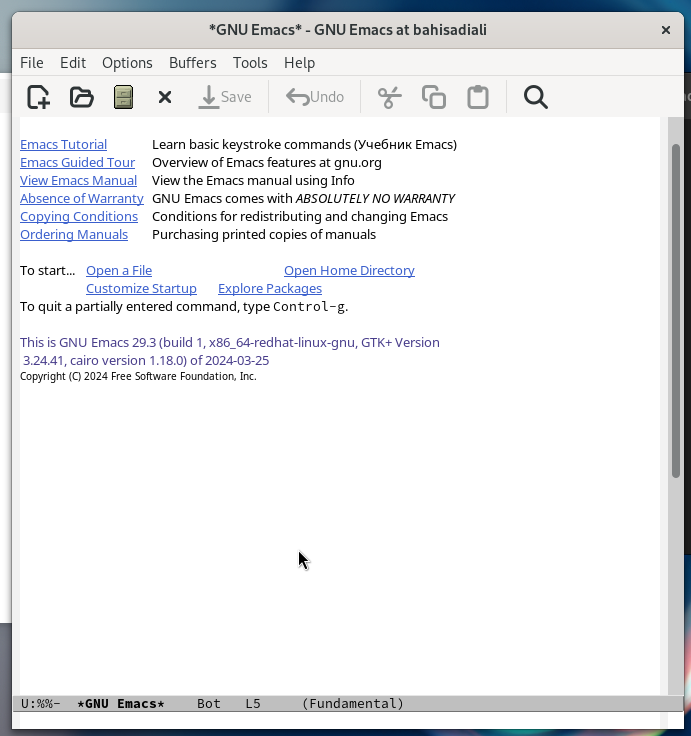 *GNU Emacs* - GNU Emacs at bahisadiali
File Edit Options Buffers Tools Help
Save Undo
Emacs Tutorial Learn basic keystroke commands (Учебник Emacs)
Emacs Guided Tour Overview of Emacs features at gnu.org
View Emacs Manual View the Emacs manual using Info
Absence of Warranty GNU Emacs comes with ABSOLUTELY NO WARRANTY
Copying Conditions Conditions for redistributing and changing Emacs
Ordering Manuals Purchasing printed copies of manuals
To start... Open a File Open Home Directory
Customize Startup Explore Packages
To quit a partially entered command, type Control-g.
This is GNU Emacs 29.3 (build 1, x86_64-redhat-linux-gnu, GTK+ Version
3.24.41, cairo version 1.18.0) of 2024-03-25
Copyright (C) 2024 Free Software Foundation, Inc.
U:%%- *GNU Emacs* Bot L5 (Fundamental)